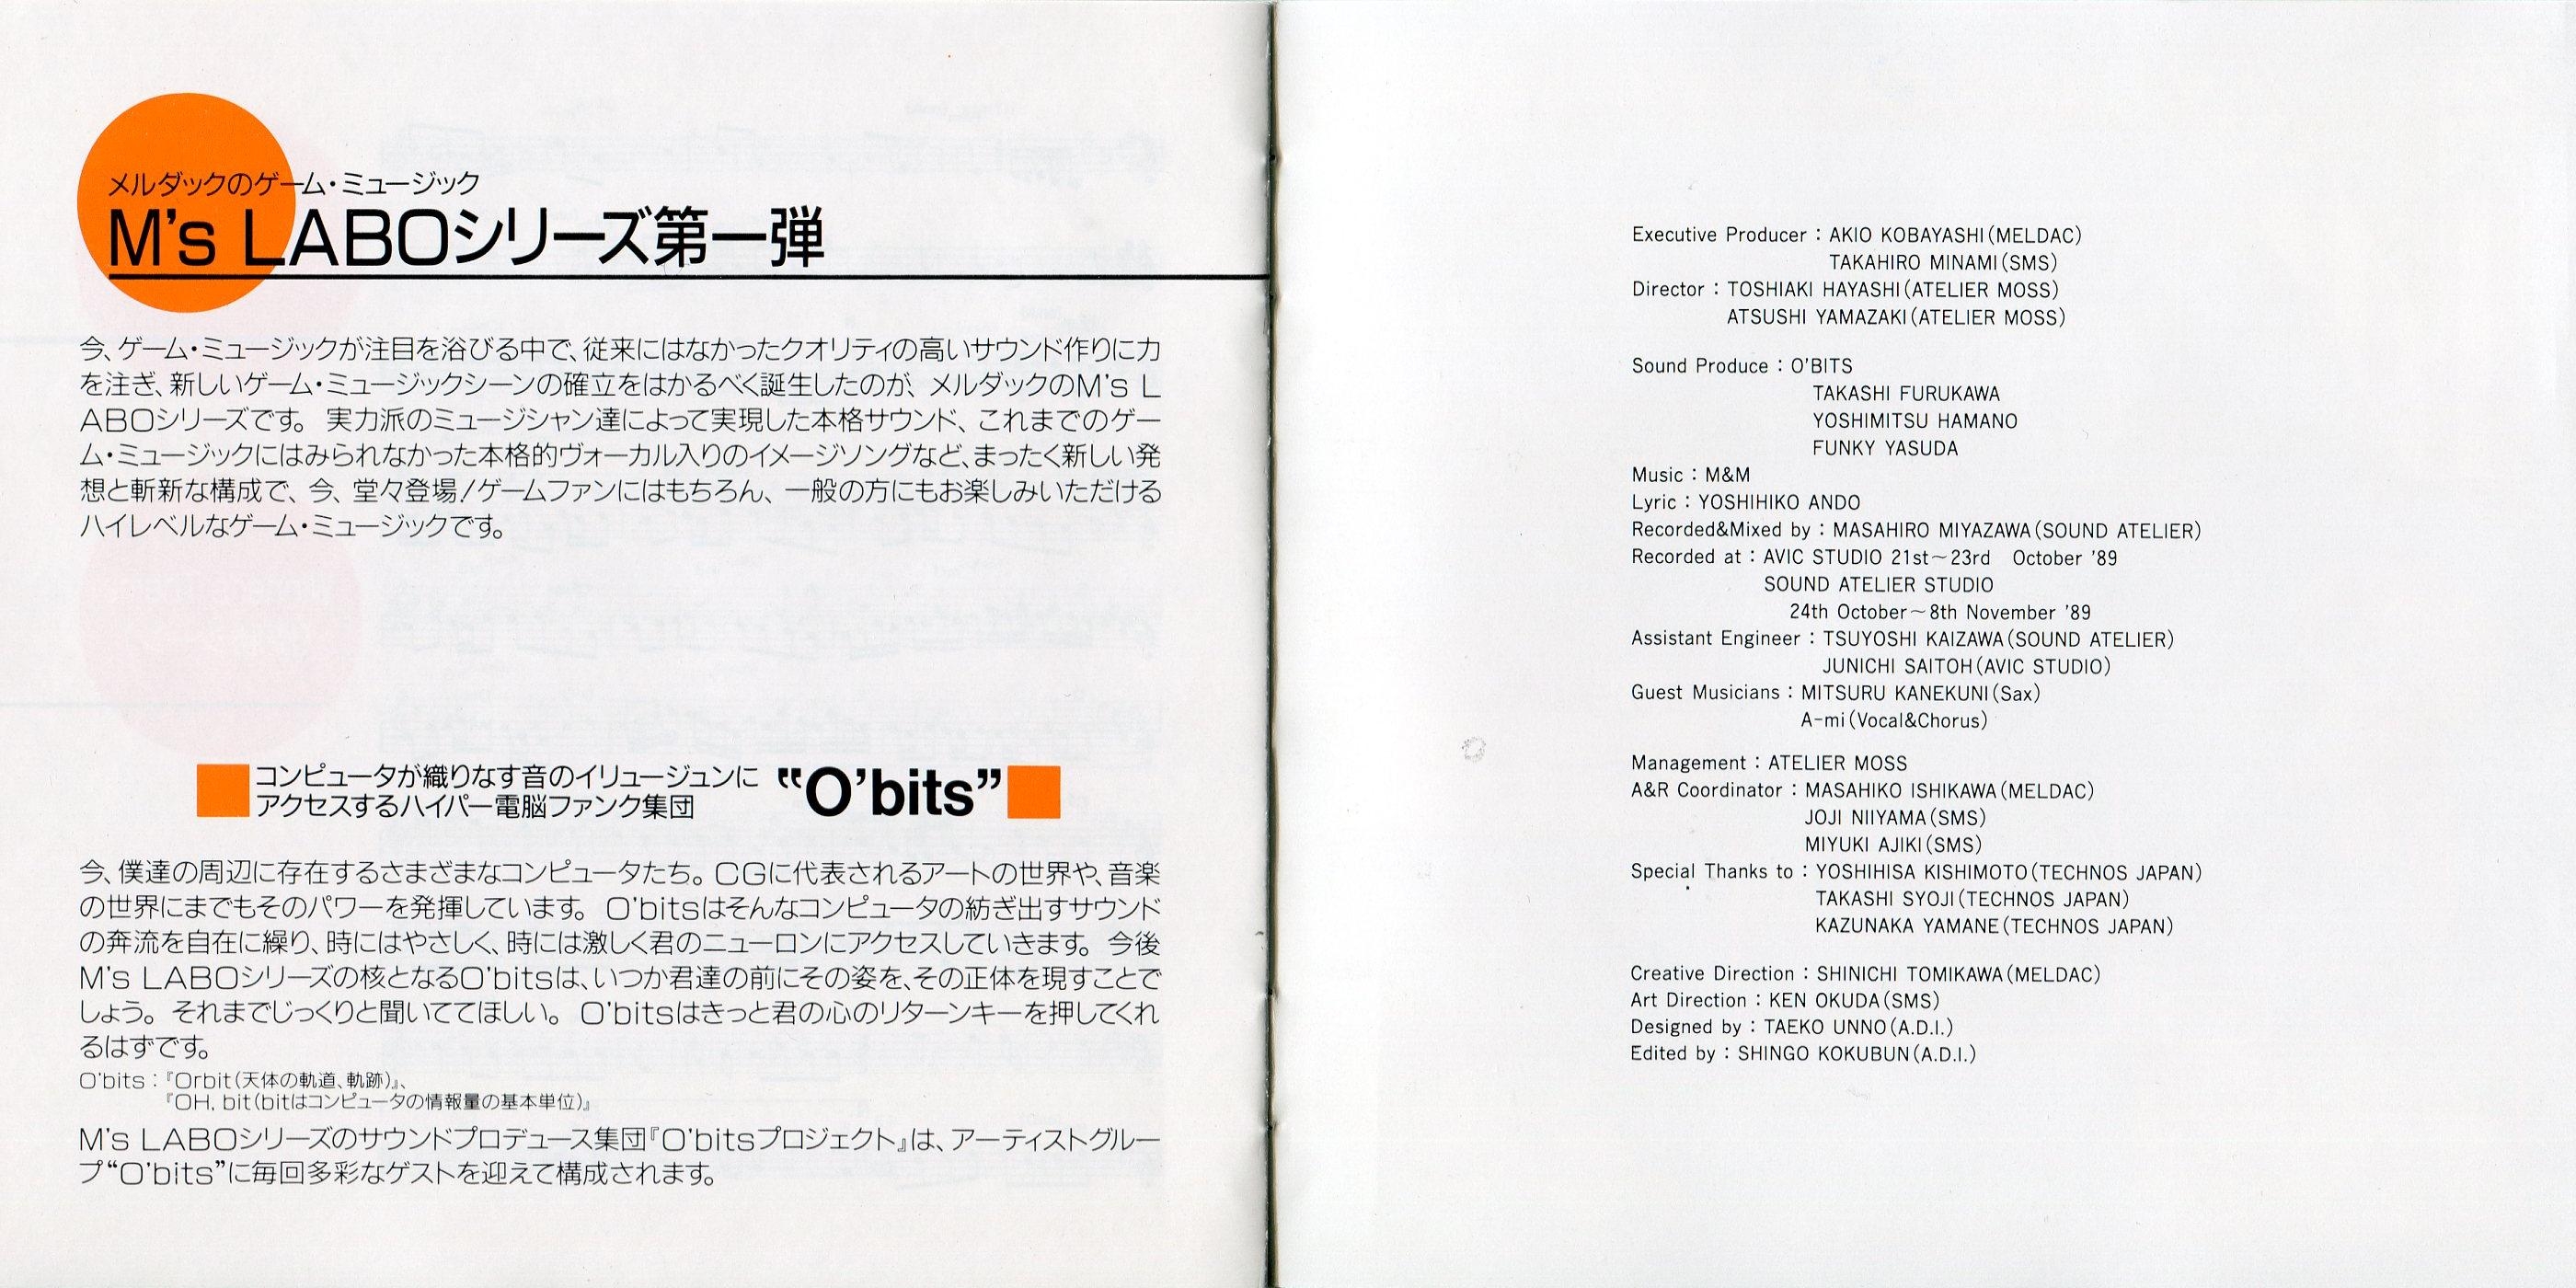 メルダックのゲーム・ミュージック
M's LABOシリーズ第一弾
今、ゲーム・ミュージックが注目を浴びる中で、従来にはなかったクオリティの高いサウンド作りに力
を注ぎ、新しいゲーム・ミュージックシーンの確立をはかるべく誕生したのが、メルダックのM's L
ABOシリーズです。実力派のミュージシャン達によって実現した本格サウンド、これまでのゲー
ム・ミュージックにはみられなかった本格的ヴォーカル入りのイメージソングなど、まったく新しい発
想と斬新な構成で、今、堂々登場!ゲームファンにはもちろん、一般の方にもお楽しみいただける
ハイレベルなゲーム・ミュージックです。
コンピュータが織りなす音のイリュージュンに
アクセスするハイパー電脳ファンク集団
“O'bits”
今、僕達の周辺に存在するさまざまなコンピュータたち。CGに代表されるアートの世界や、音楽
の世界にまでもそのパワーを発揮しています。O'bitsはそんなコンピュータの紡ぎ出すサウンド
の奔流を自在に繰り、時にはやさしく、時には激しく君のニューロンにアクセスしていきます。今後
M's LABOシリーズの核となるO'bitsは、いつか君達の前にその姿を、その正体を現すことで
しょう。それまでじっくりと聞いててほしい。O'bitsはきっと君の心のリターンキーを押してくれ
るはずです。
O'bits：『Orbit(天体の軌道、軌跡)』、
『OH, bit(bitはコンピュータの情報量の基本単位)』
M's LABOシリーズのサウンドプロデュース集団『O'bitsプロジェクト』は、アーティストグルー
プ“O'bits”に毎回多彩なゲストを迎えて構成されます。
Executive Producer：AKIO KOBAYASHI(MELDAC)
TAKAHIRO MINAMI(SMS)
Director：TOSHIAKI HAYASHI(ATELIER MOSS)
ATSUSHI YAMAZAKI(ATELIER MOSS)
Sound Produce：O'BITS
TAKASHI FURUKAWA
YOSHIMITSU HAMANO
FUNKY YASUDA
Music：M&M
Lyric：YOSHIHIKO ANDO
Recorded&Mixed by：MASAHIRO MIYAZAWA(SOUND ATELIER)
Recorded at：AVIC STUDIO 21st～23rd October '89
SOUND ATELIER STUDIO
24th October～8th November '89
Assistant Engineer：TSUYOSHI KAIZAWA(SOUND ATELIER)
JUNICHI SAITOH(AVIC STUDIO)
Guest Musicians：MITSURU KANEKUNI(Sax)
A-mi(Vocal&Chorus)
Management：ATELIER MOSS
A&R Coordinator：MASAHIKO ISHIKAWA(MELDAC)
JOJI NIIYAMA(SMS)
MIYUKI AJIKI(SMS)
Special Thanks to：YOSHIHISA KISHIMOTO(TECHNOS JAPAN)
TAKASHI SYOJI(TECHNOS JAPAN)
KAZUNAKA YAMANE(TECHNOS JAPAN)
Creative Direction：SHINICHI TOMIKAWA(MELDAC)
Art Direction：KEN OKUDA(SMS)
Designed by：TAEKO UNNO(A.D.I.)
Edited by：SHINGO KOKUBUN(A.D.I.)